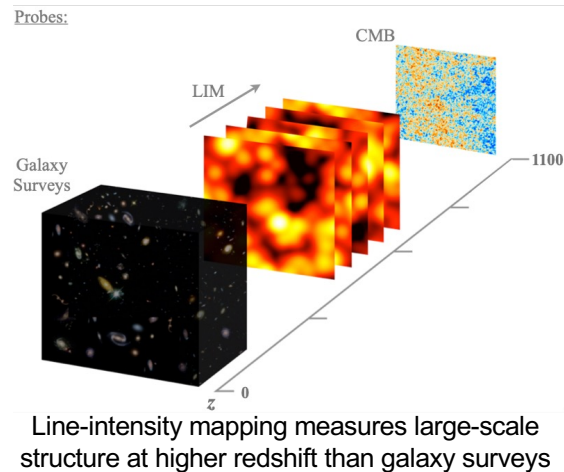 Probes:
CMB
LIM
Galaxy
Surveys
1100
z
0
Line-intensity mapping measures large-scale
structure at higher redshift than galaxy surveys